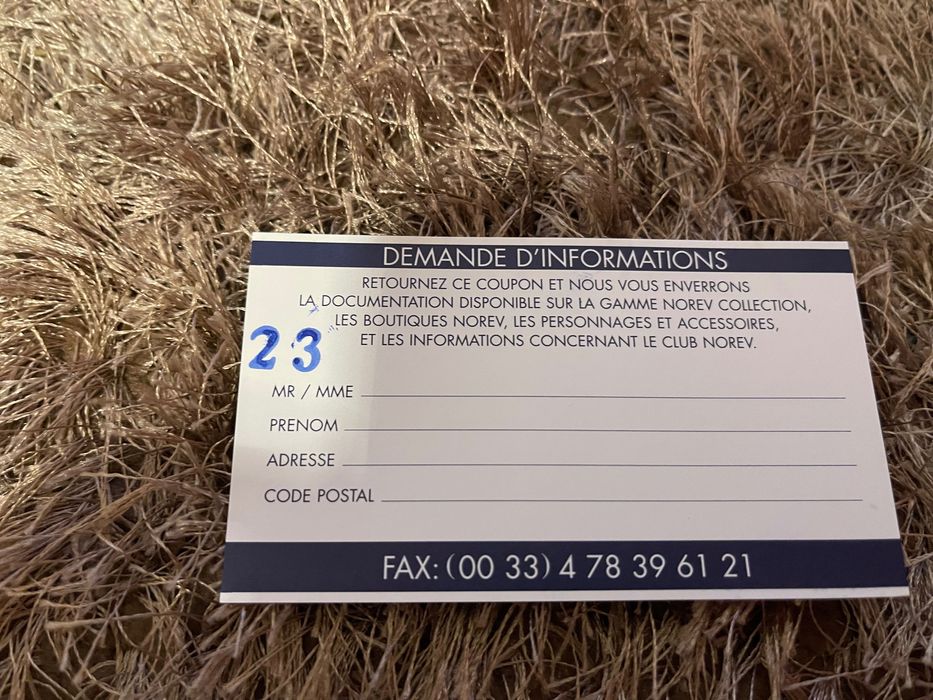 DEMANDE D'INFORMATIONS
RETOURNEZ CE COUPON ET NOUS VOUS ENVERRONS
LA DOCUMENTATION DISPONIBLE SUR LA GAMME NOREV COLLECTION,
LES BOUTIQUES NOREV, LES PERSONNAGES ET ACCESSOIRES,
ET LES INFORMATIONS CONCERNANT LE CLUB NOREV.
23
MR / MME
PRENOM
ADRESSE
CODE POSTAL
FAX: (00 33) 4 78 39 61 21